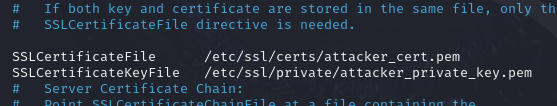 #   If both key and certificate are stored in the same file, only th
#   SSLCertificateFile directive is needed.
SSLCertificateFile      /etc/ssl/certs/attacker_cert.pem
SSLCertificateKeyFile   /etc/ssl/private/attacker_private_key.pem
#   Server Certificate Chain:
#   Point SSLCertificateChainFile at a file containing the